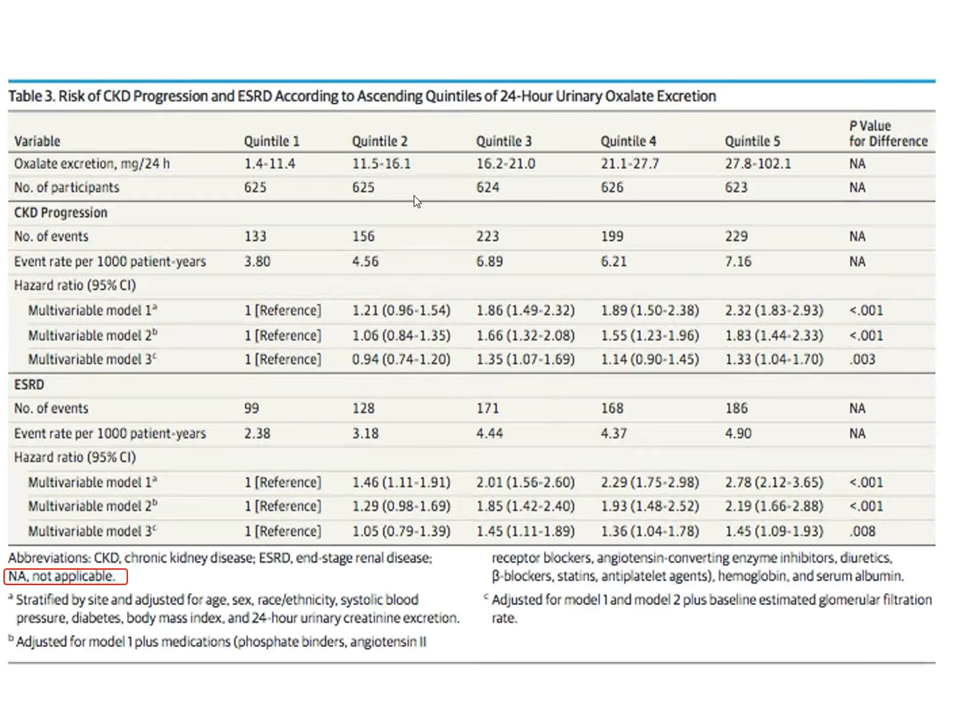 Table 3. Risk of CKD Progression and ESRD According to Ascending Quintiles of 24-Hour Urinary Oxalate Excretion
Variable Quintile 1 Quintile 2 Quintile 3 Quintile 4 Quintile 5 P Value for Difference
Oxalate excretion, mg/24 h 1.4-11.4 11.5-16.1 16.2-21.0 21.1-27.7 27.8-102.1 NA
No. of participants 625 625 624 626 623 NA
CKD Progression
No. of events 133 156 223 199 229 NA
Event rate per 1000 patient-years 3.80 4.56 6.89 6.21 7.16 NA
Hazard ratio (95% CI)
Multivariable model 1ᵃ 1 [Reference] 1.21 (0.96-1.54) 1.86 (1.49-2.32) 1.89 (1.50-2.38) 2.32 (1.83-2.93) <.001
Multivariable model 2ᵇ 1 [Reference] 1.06 (0.84-1.35) 1.66 (1.32-2.08) 1.55 (1.23-1.96) 1.83 (1.44-2.33) <.001
Multivariable model 3ᶜ 1 [Reference] 0.94 (0.74-1.20) 1.35 (1.07-1.69) 1.14 (0.90-1.45) 1.33 (1.04-1.70) .003
ESRD
No. of events 99 128 171 168 186 NA
Event rate per 1000 patient-years 2.38 3.18 4.44 4.37 4.90 NA
Hazard ratio (95% CI)
Multivariable model 1ᵃ 1 [Reference] 1.46 (1.11-1.91) 2.01 (1.56-2.60) 2.29 (1.75-2.98) 2.78 (2.12-3.65) <.001
Multivariable model 2ᵇ 1 [Reference] 1.29 (0.98-1.69) 1.85 (1.42-2.40) 1.93 (1.48-2.52) 2.19 (1.66-2.88) <.001
Multivariable model 3ᶜ 1 [Reference] 1.05 (0.79-1.39) 1.45 (1.11-1.89) 1.36 (1.04-1.78) 1.45 (1.09-1.93) .008
Abbreviations: CKD, chronic kidney disease; ESRD, end-stage renal disease;
NA, not applicable.
ᵃ Stratified by site and adjusted for age, sex, race/ethnicity, systolic blood
pressure, diabetes, body mass index, and 24-hour urinary creatinine excretion.
ᵇ Adjusted for model 1 plus medications (phosphate binders, angiotensin II
receptor blockers, angiotensin-converting enzyme inhibitors, diuretics,
β-blockers, statins, antiplatelet agents), hemoglobin, and serum albumin.
ᶜ Adjusted for model 1 and model 2 plus baseline estimated glomerular filtration
rate.